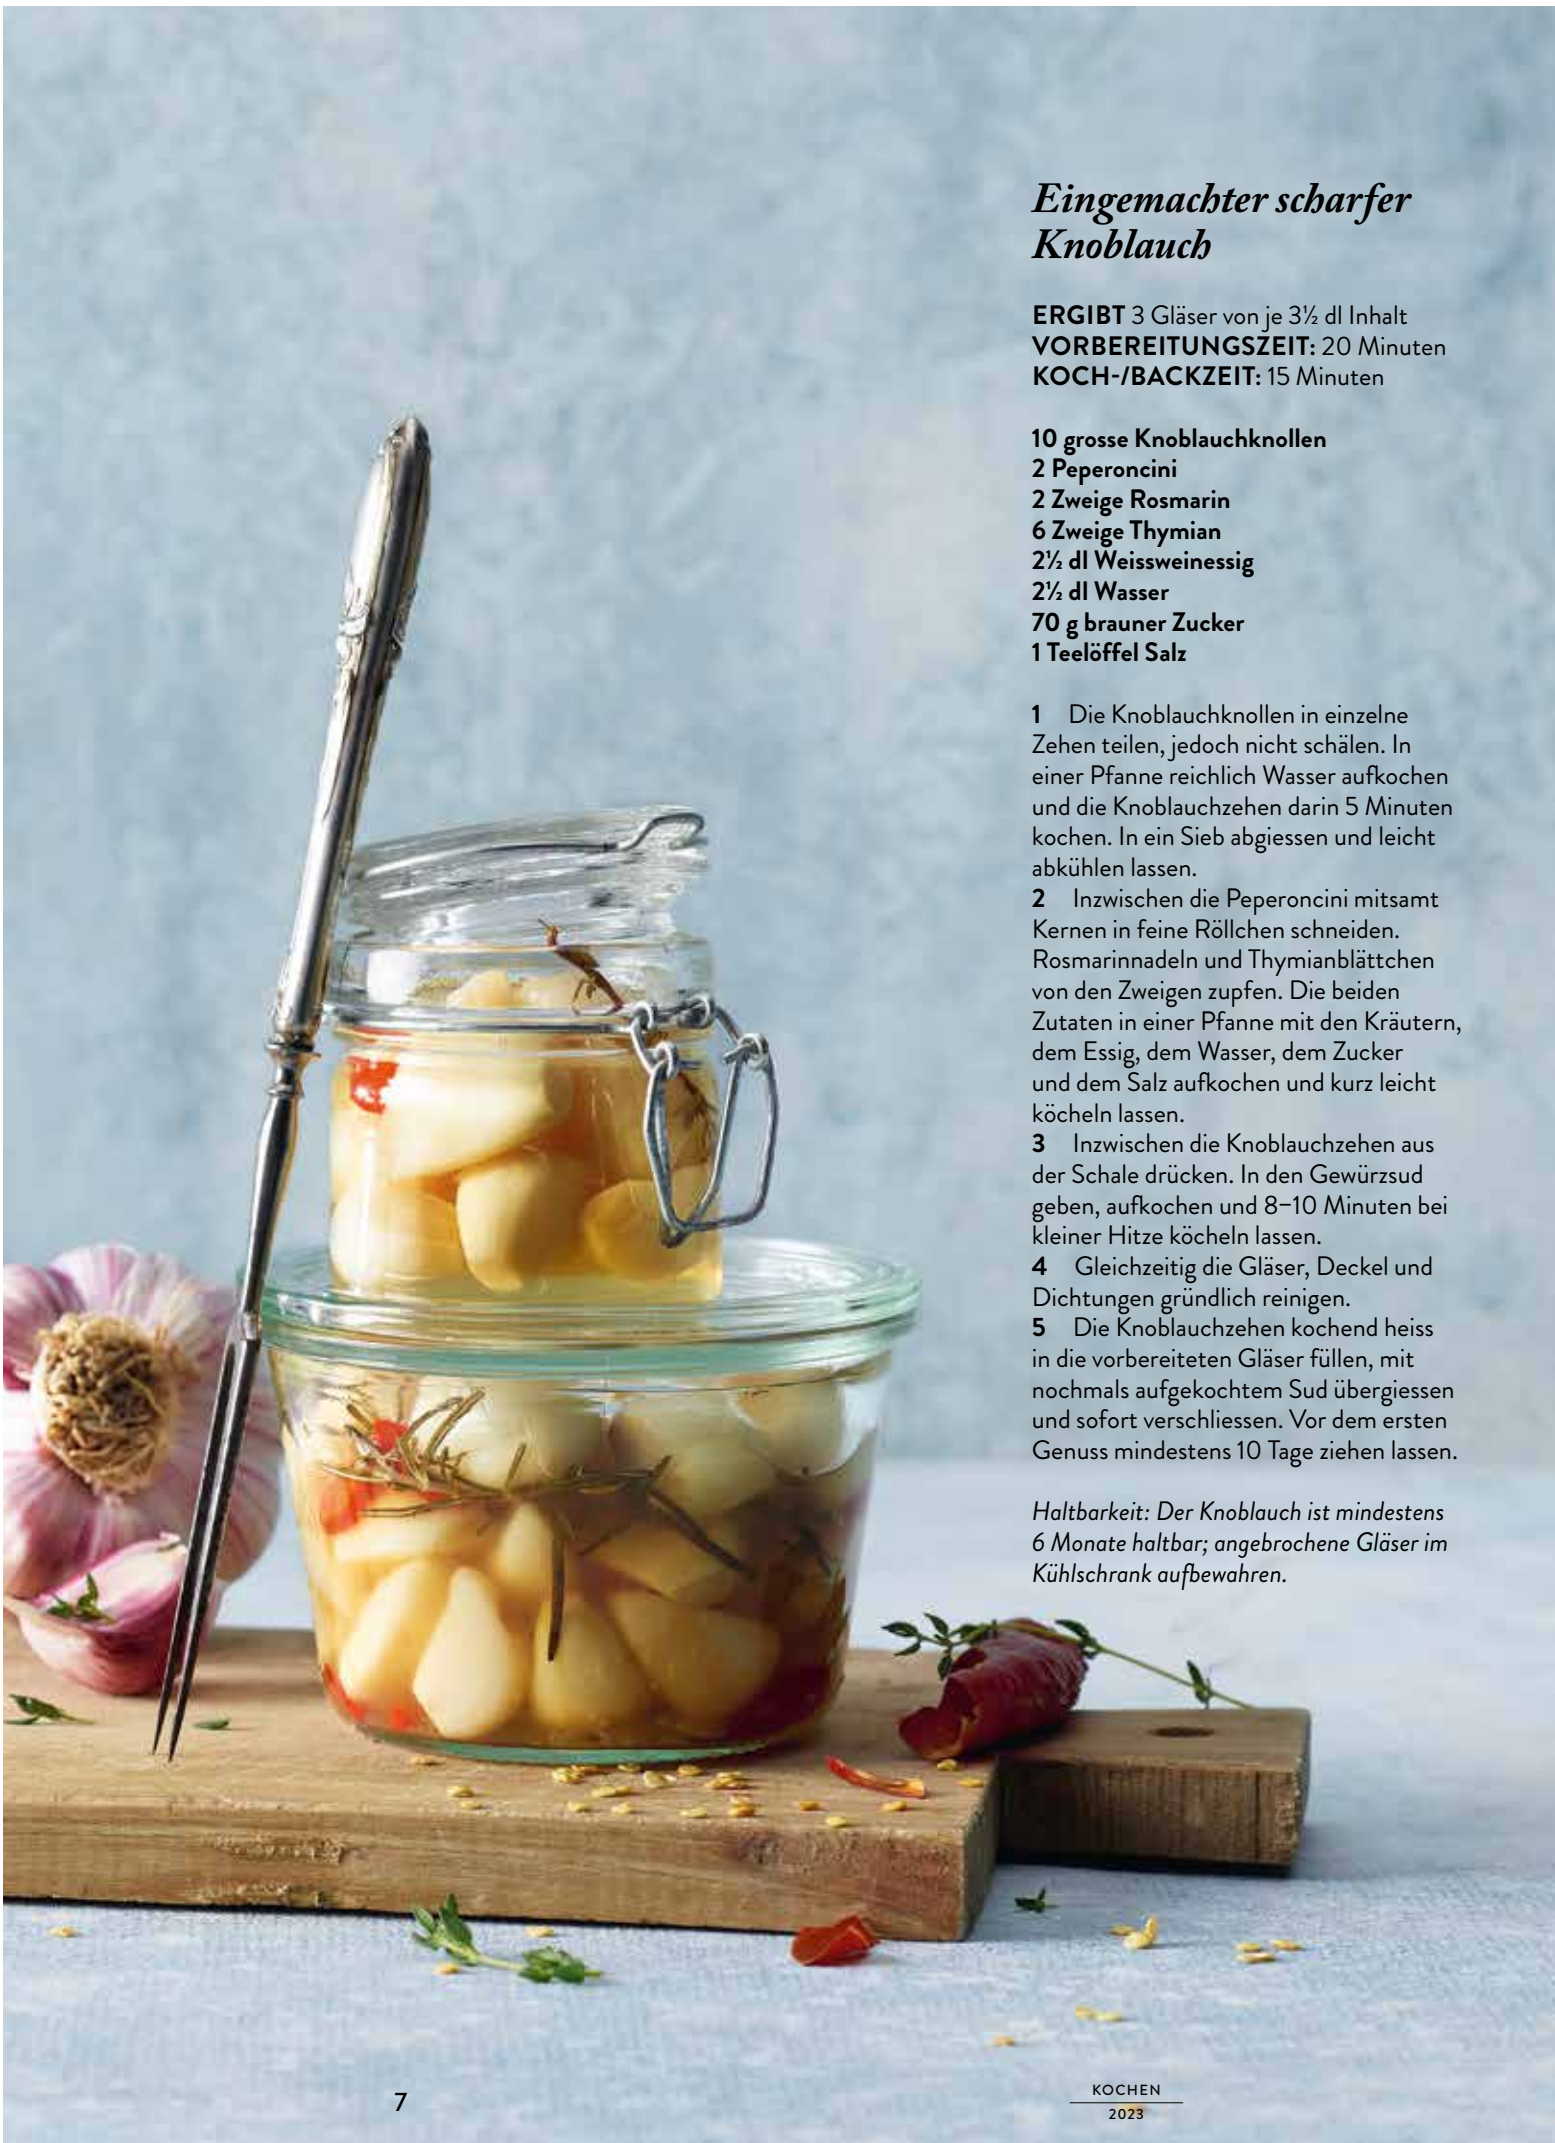 Eingemachter scharfer
Knoblauch
ERGIBT 3 Gläser von je 3½ dl Inhalt
VORBEREITUNGSZEIT: 20 Minuten
KOCH-/BACKZEIT: 15 Minuten
10 grosse Knoblauchknollen
2 Peperoncini
2 Zweige Rosmarin
6 Zweige Thymian
2½ dl Weissweinessig
2½ dl Wasser
70 g brauner Zucker
1 Teelöffel Salz
1 Die Knoblauchknollen in einzelne
Zehen teilen, jedoch nicht schälen. In
einer Pfanne reichlich Wasser aufkochen
und die Knoblauchzehen darin 5 Minuten
kochen. In ein Sieb abgiessen und leicht
abkühlen lassen.
2 Inzwischen die Peperoncini mitsamt
Kernen in feine Röllchen schneiden.
Rosmarinnadeln und Thymianblättchen
von den Zweigen zupfen. Die beiden
Zutaten in einer Pfanne mit den Kräutern,
dem Essig, dem Wasser, dem Zucker
und dem Salz aufkochen und kurz leicht
köcheln lassen.
3 Inzwischen die Knoblauchzehen aus
der Schale drücken. In den Gewürzsud
geben, aufkochen und 8–10 Minuten bei
kleiner Hitze köcheln lassen.
4 Gleichzeitig die Gläser, Deckel und
Dichtungen gründlich reinigen.
5 Die Knoblauchzehen kochend heiss
in die vorbereiteten Gläser füllen, mit
nochmals aufgekochtem Sud übergiessen
und sofort verschliessen. Vor dem ersten
Genuss mindestens 10 Tage ziehen lassen.
Haltbarkeit: Der Knoblauch ist mindestens
6 Monate haltbar; angebrochene Gläser im
Kühlschrank aufbewahren.
7
KOCHEN
2023